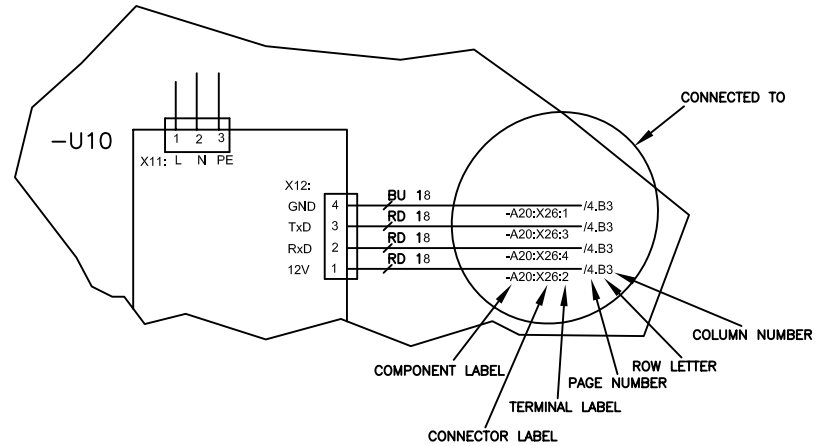 CONNECTED TO
-U10
1 2 3
X11: L N PE
X12:
GND 4 BU 18 /4.B3
-A20:X26:1
TxD 3 RD 18 /4.B3
-A20:X26:3
RxD 2 RD 18 /4.B3
-A20:X26:4
12V 1 RD 18 /4.B3
-A20:X26:2
COLUMN NUMBER
ROW LETTER
COMPONENT LABEL
PAGE NUMBER
TERMINAL LABEL
CONNECTOR LABEL